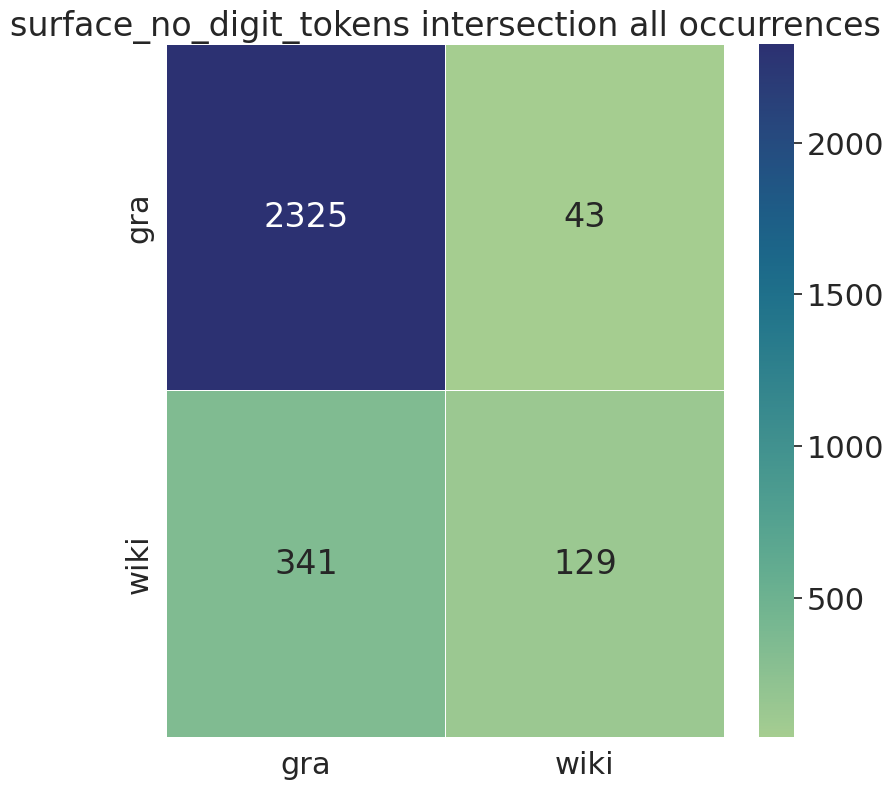 surface_no_digit_tokens intersection all occurrences
gra
2325
43
wiki
341
129
gra
wiki
2000
1500
1000
500